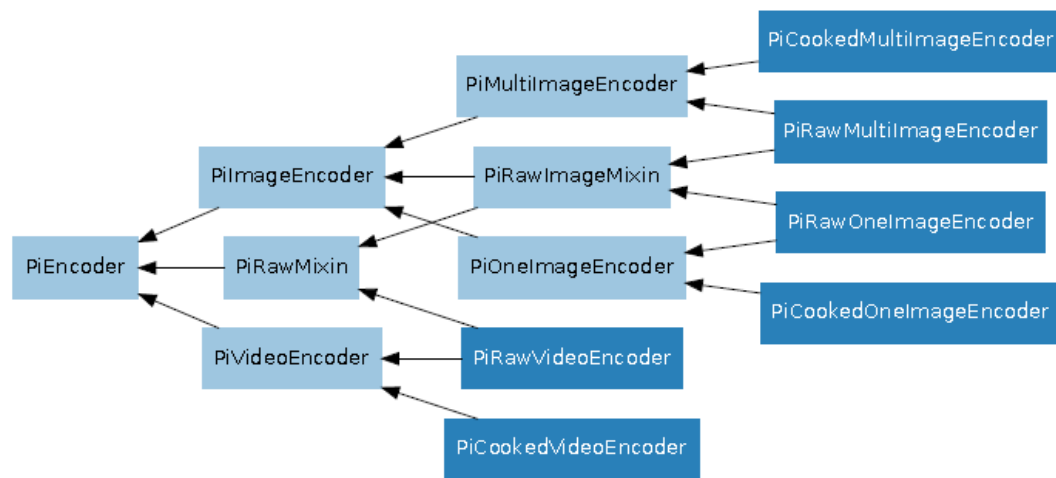 PiCookedMultiImageEncoder
PiMultiImageEncoder
PiRawMultiImageEncoder
PiImageEncoder
PiRawImageMixin
PiRawOneImageEncoder
PiEncoder
PiRawMixin
PiOneImageEncoder
PiCookedOneImageEncoder
PiVideoEncoder
PiRawVideoEncoder
PiCookedVideoEncoder